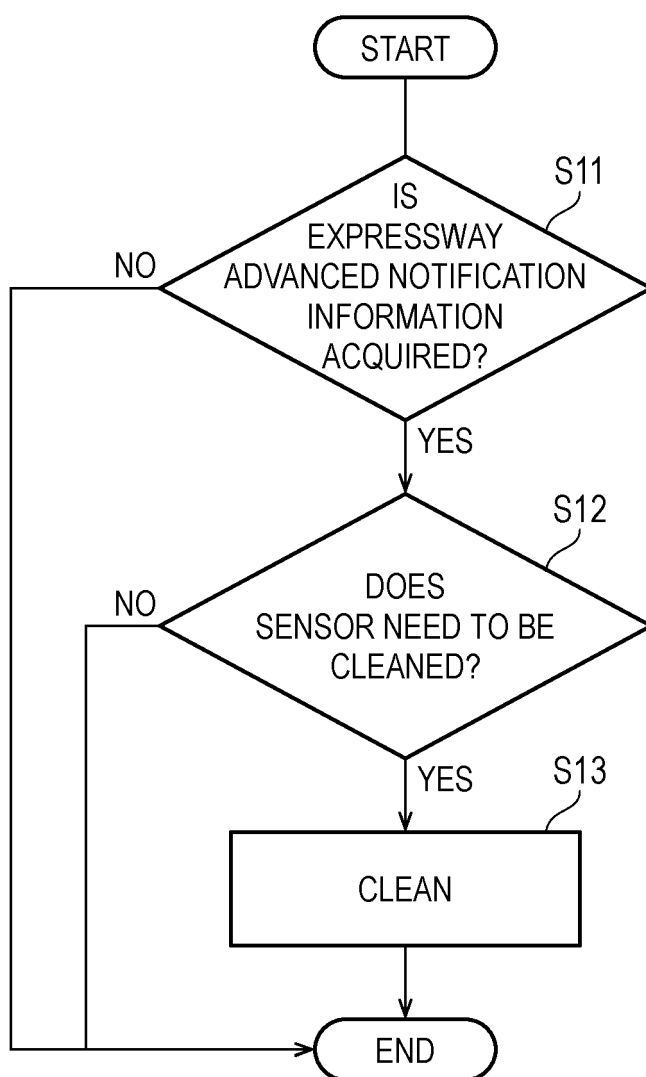 START
S11
IS
EXPRESSWAY
ADVANCED NOTIFICATION
INFORMATION
ACQUIRED?
NO
YES
S12
DOES
SENSOR NEED TO BE
CLEANED?
NO
YES
S13
CLEAN
END